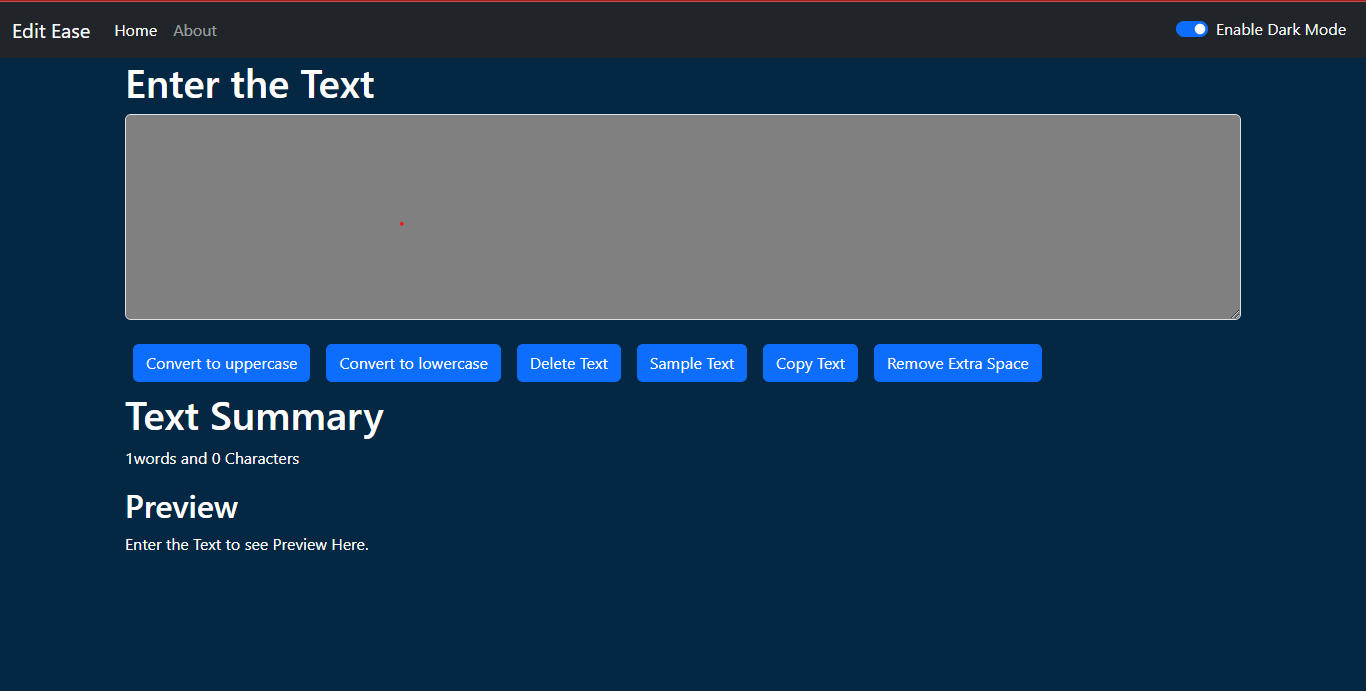 Edit Ease Home About Enable Dark Mode
Enter the Text
Convert to uppercase Convert to lowercase Delete Text Sample Text Copy Text Remove Extra Space
Text Summary
1words and 0 Characters
Preview
Enter the Text to see Preview Here.